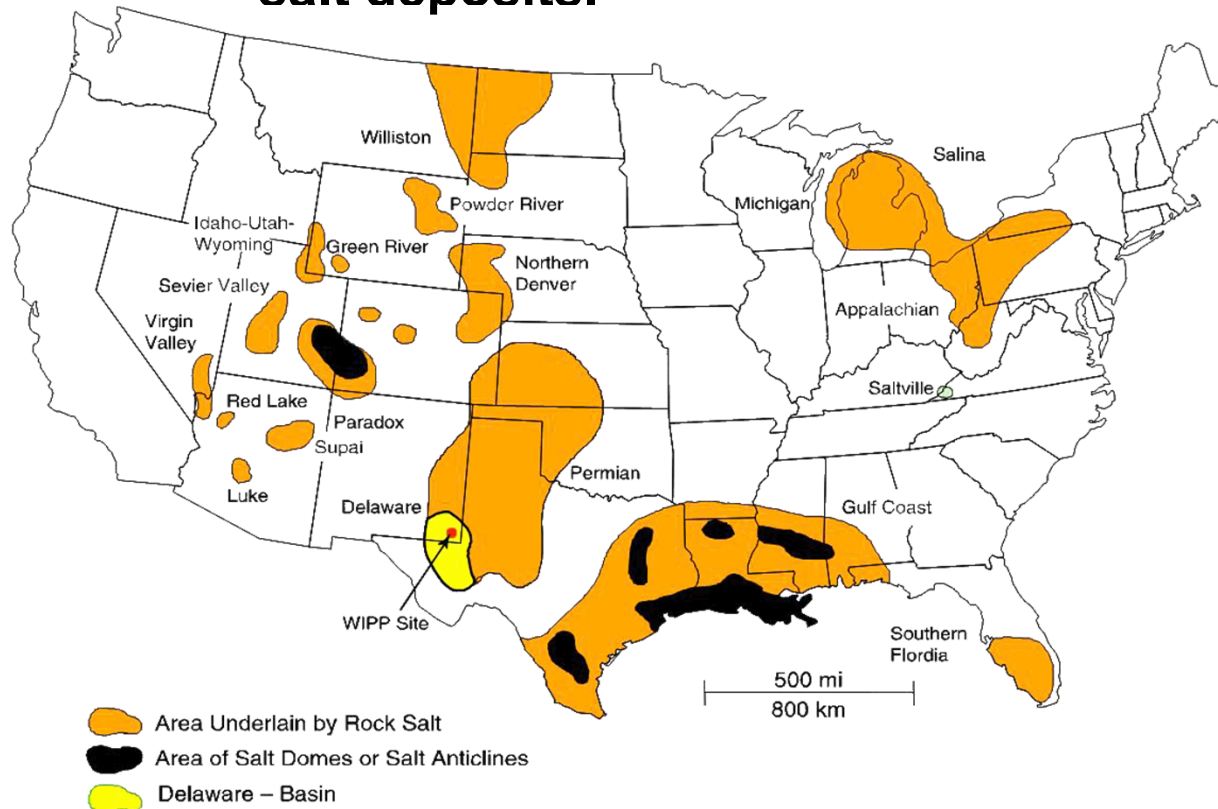 salt deposits.
Williston
Salina
Powder River
Michigan
Idaho-Utah-
Wyoming
Green River
Northern
Denver
Sevier Valley
Appalachian
Virgin
Valley
Saltville
Red Lake
Paradox
Supai
Permian
Luke
Delaware
Gulf Coast
WIPP Site
Southern
Flordia
500 mi
800 km
Area Underlain by Rock Salt
Area of Salt Domes or Salt Anticlines
Delaware – Basin